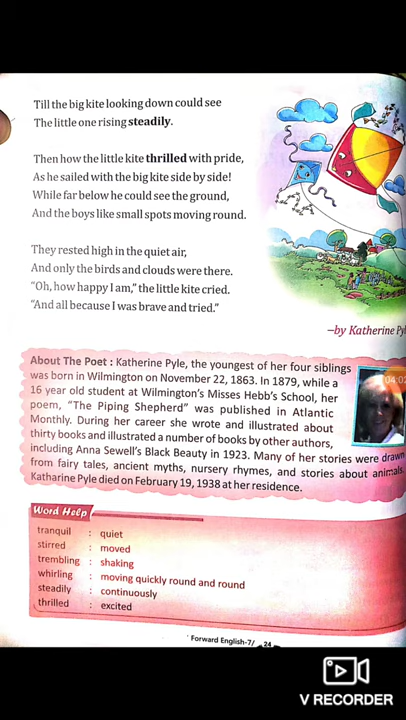 Till the big kite looking down could see
The little one rising steadily.
Then how the little kite thrilled with pride,
As he sailed with the big kite side by side!
While far below he could see the ground,
And the boys like small spots moving round.
They rested high in the quiet air,
And only the birds and clouds were there.
"Oh, how happy I am," the little kite cried.
"And all because I was brave and tried."
–by Katherine Pyl
About The Poet : Katherine Pyle, the youngest of her four siblings
was born in Wilmington on November 22, 1863. In 1879, while a
16 year old student at Wilmington's Misses Hebb's School, her
poem, "The Piping Shepherd" was published in Atlantic
Monthly. During her career she wrote and illustrated about
thirty books and illustrated a number of books by other authors,
including Anna Sewell's Black Beauty in 1923. Many of her stories were drawn
from fairy tales, ancient myths, nursery rhymes, and stories about animals.
Katharine Pyle died on February 19, 1938 at her residence.
04:02
Word Help
tranquil : quiet
stirred : moved
trembling : shaking
whirling : moving quickly round and round
steadily : continuously
thrilled : excited
Forward English-7/ 24
V RECORDER